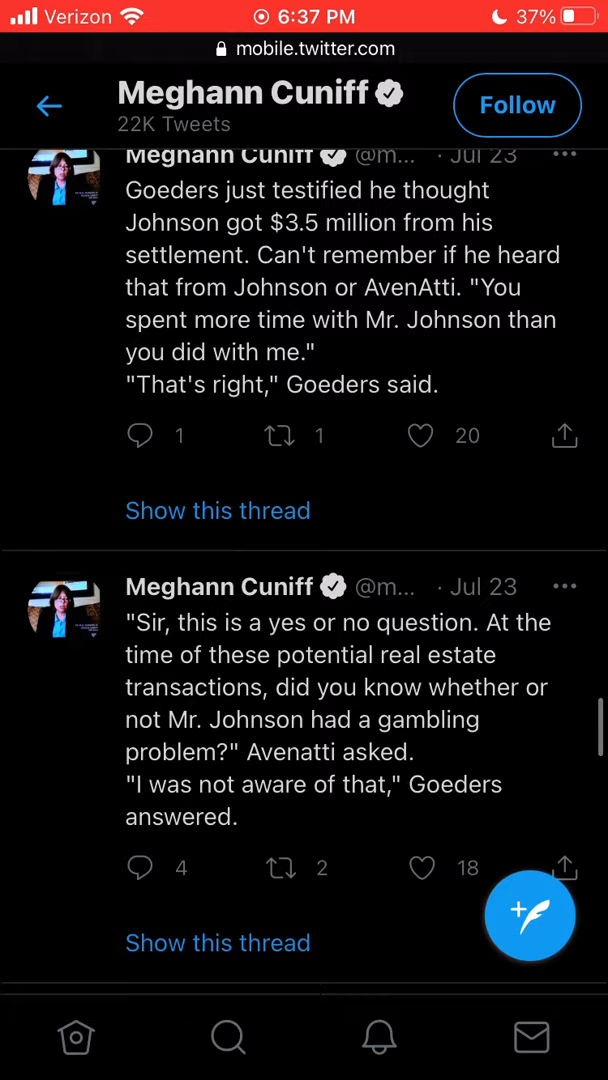 Verizon 6:37 PM 37%
mobile.twitter.com
Meghann Cuniff
22K Tweets
Follow
Meghann Cuniff @m... · Jul 23 ...
Goeders just testified he thought
Johnson got $3.5 million from his
settlement. Can't remember if he heard
that from Johnson or AvenAtti. "You
spent more time with Mr. Johnson than
you did with me."
"That's right," Goeders said.
1 1 20
Show this thread
Meghann Cuniff @m... · Jul 23 ...
"Sir, this is a yes or no question. At the
time of these potential real estate
transactions, did you know whether or
not Mr. Johnson had a gambling
problem?" Avenatti asked.
"I was not aware of that," Goeders
answered.
4 2 18
Show this thread